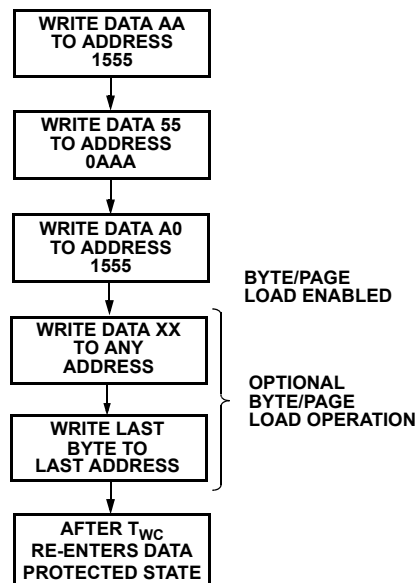 WRITE DATA AA
TO ADDRESS
1555
WRITE DATA 55
TO ADDRESS
0AAA
WRITE DATA A0
TO ADDRESS
1555
BYTE/PAGE
LOAD ENABLED
WRITE DATA XX
TO ANY
ADDRESS
OPTIONAL
BYTE/PAGE
LOAD OPERATION
WRITE LAST
BYTE TO
LAST ADDRESS
AFTER TWC
RE-ENTERS DATA
PROTECTED STATE